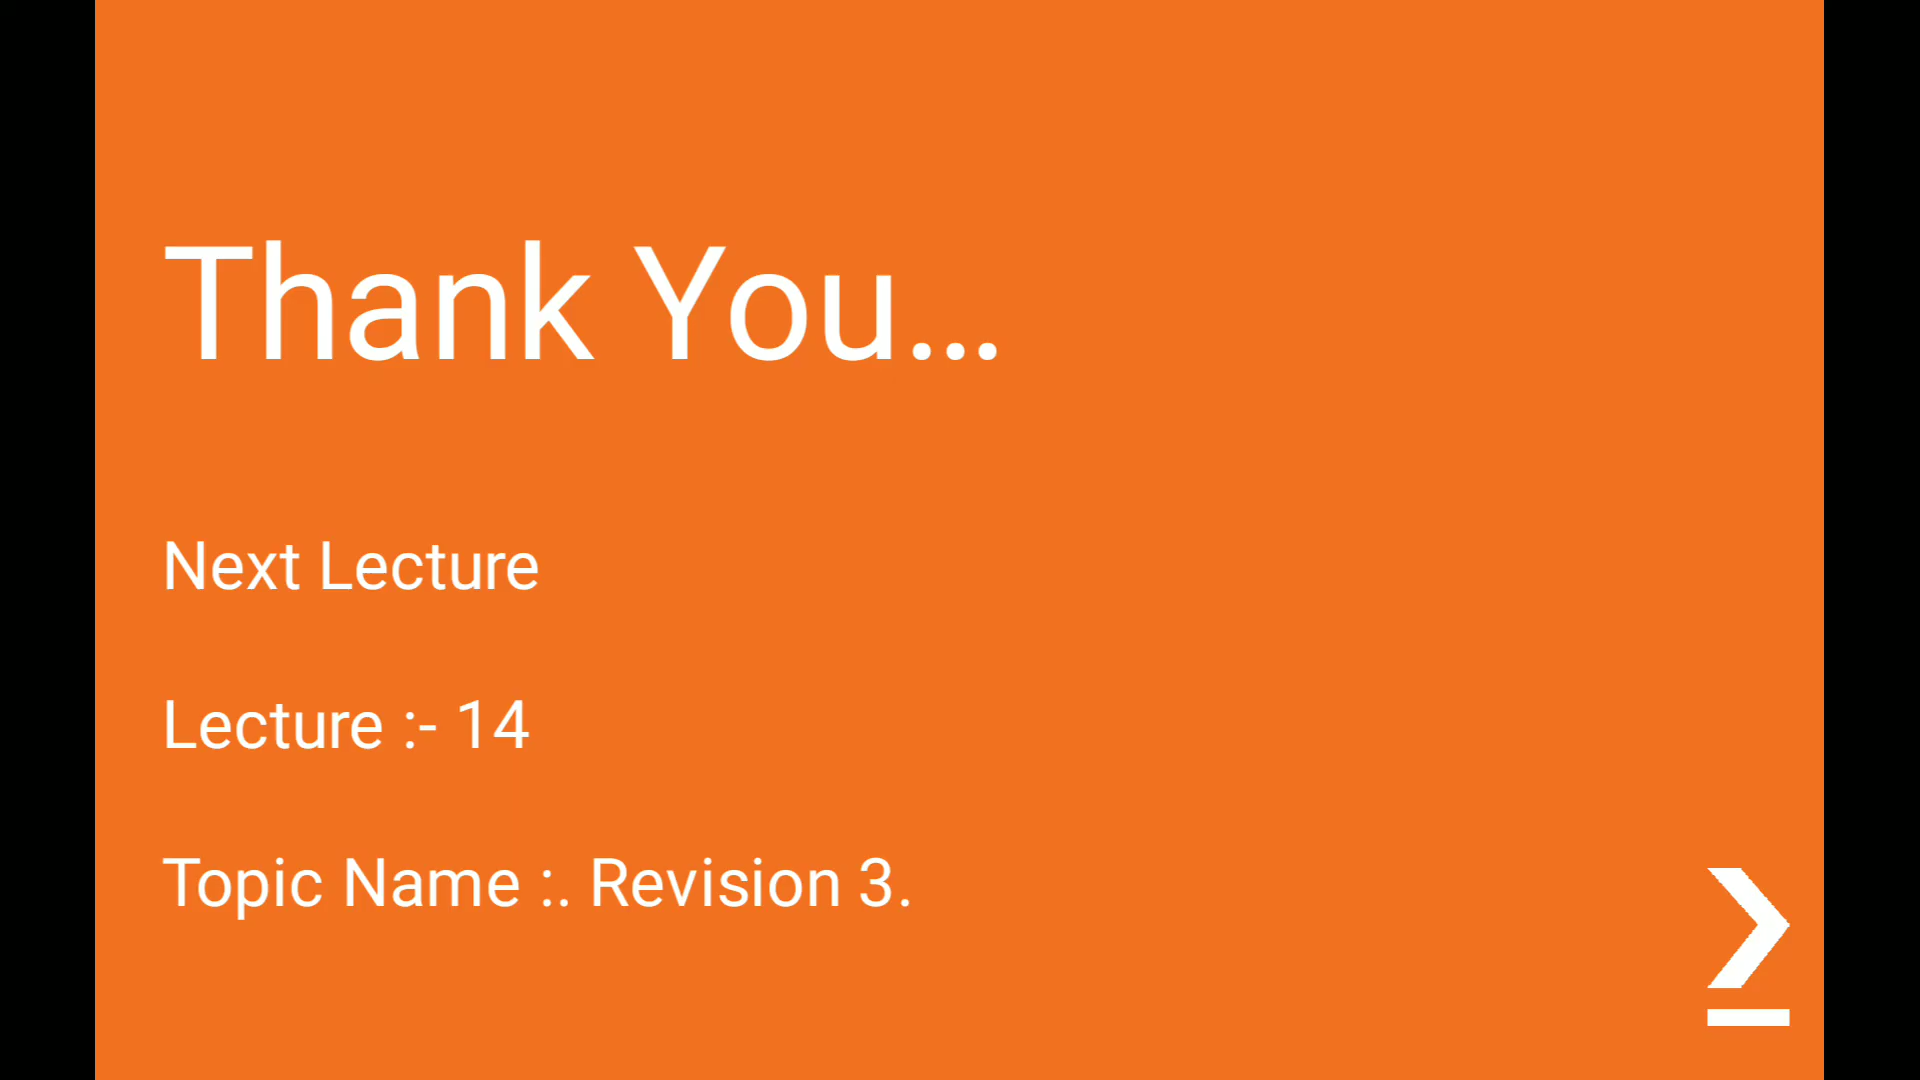 Thank You...
Next Lecture
Lecture :- 14
Topic Name :. Revision 3.